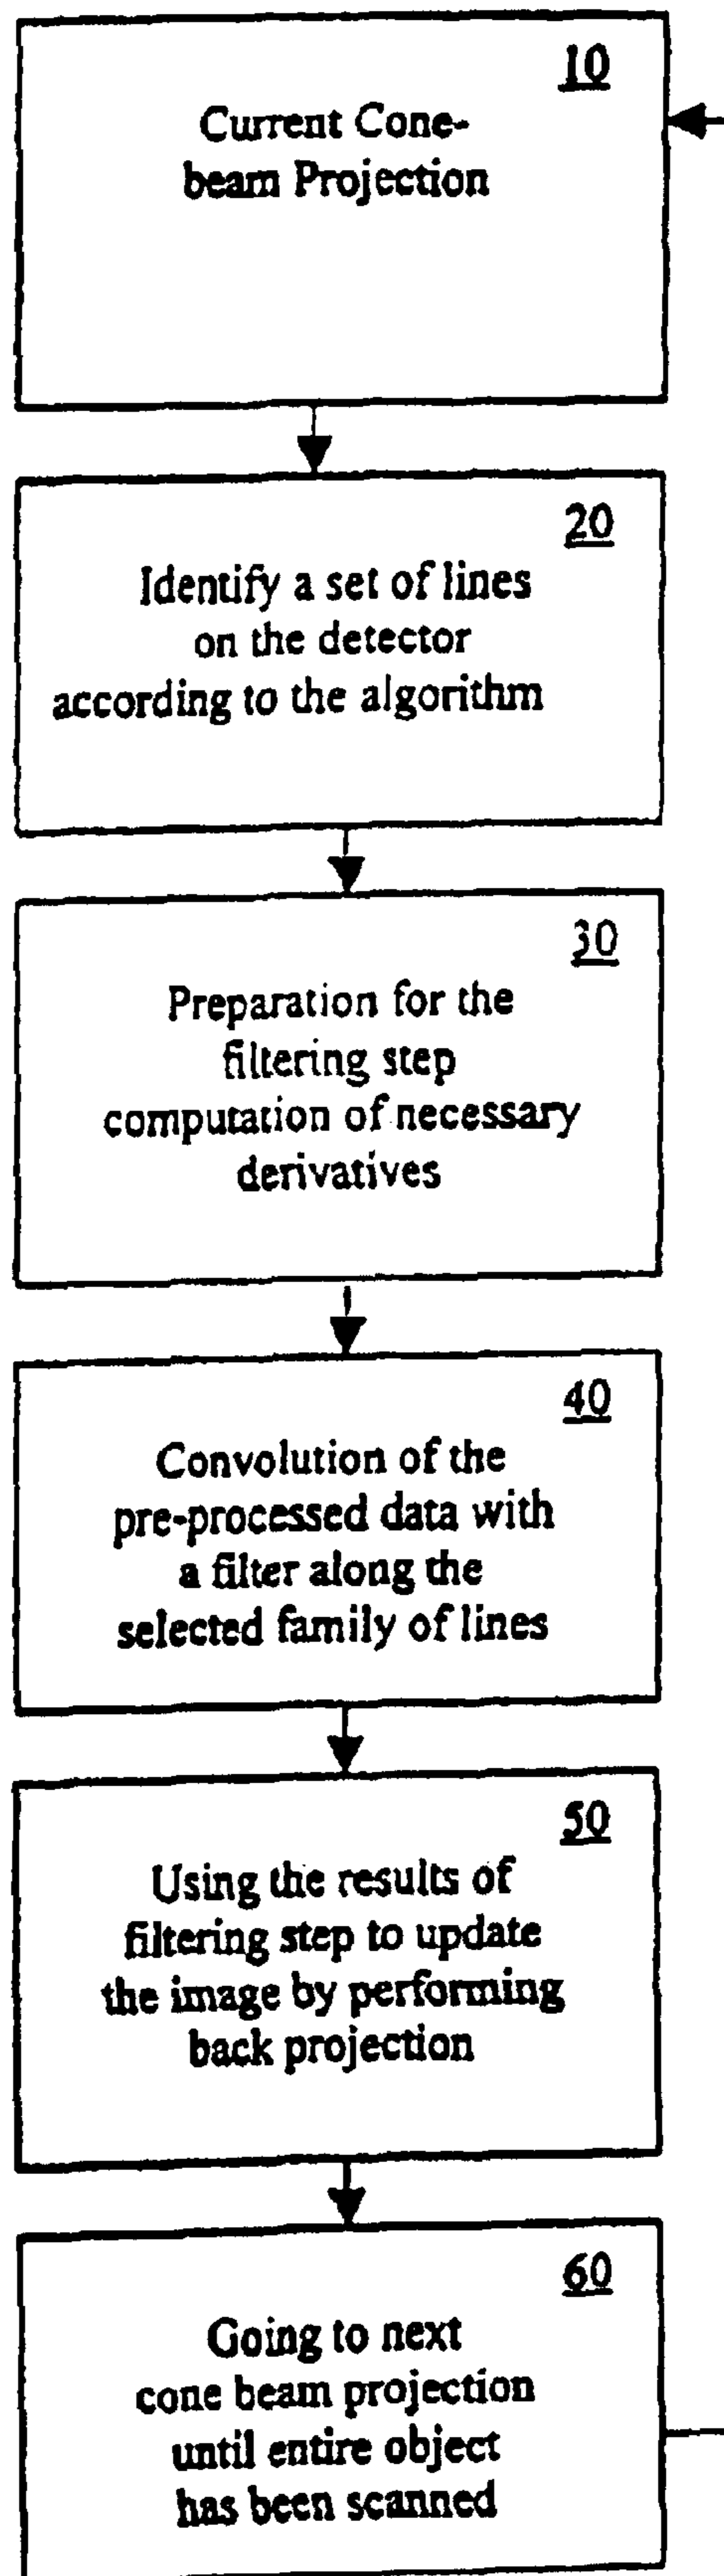 10
Current Cone-
beam Projection
20
Identify a set of lines
on the detector
according to the algorithm
30
Preparation for the
filtering step
computation of necessary
derivatives
40
Convolution of the
pre-processed data with
a filter along the
selected family of lines
50
Using the results of
filtering step to update
the image by performing
back projection
60
Going to next
cone beam projection
until entire object
has been scanned